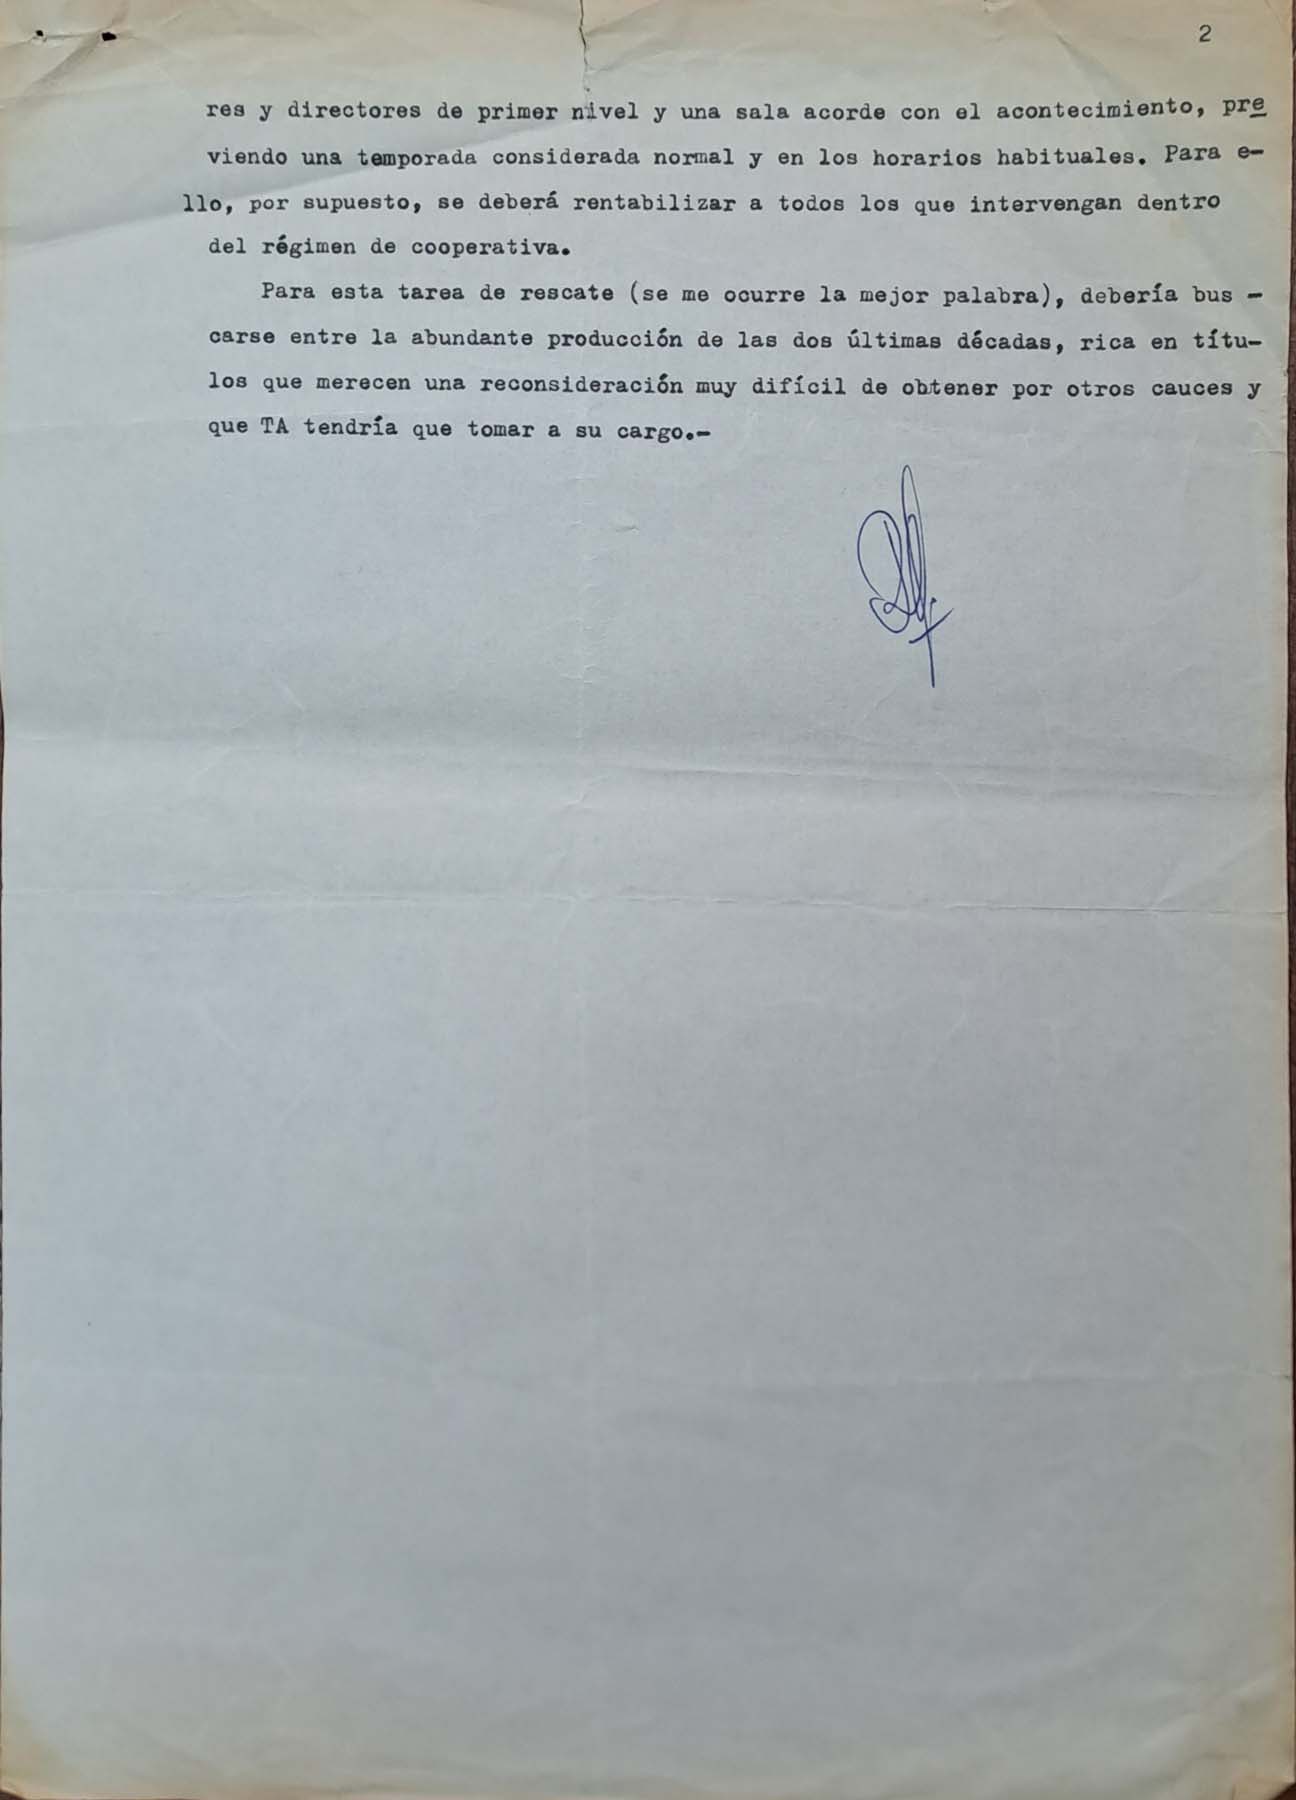 2
res y directores de primer nivel y una sala acorde con el acontecimiento, pre
viendo una temporada considerada normal y en los horarios habituales. Para e-
llo, por supuesto, se deberá rentabilizar a todos los que intervengan dentro
del régimen de cooperativa.
Para esta tarea de rescate (se me ocurre la mejor palabra), debería bus -
carse entre la abundante producción de las dos últimas décadas, rica en títu-
los que merecen una reconsideración muy difícil de obtener por otros cauces y
que TA tendría que tomar a su cargo.-